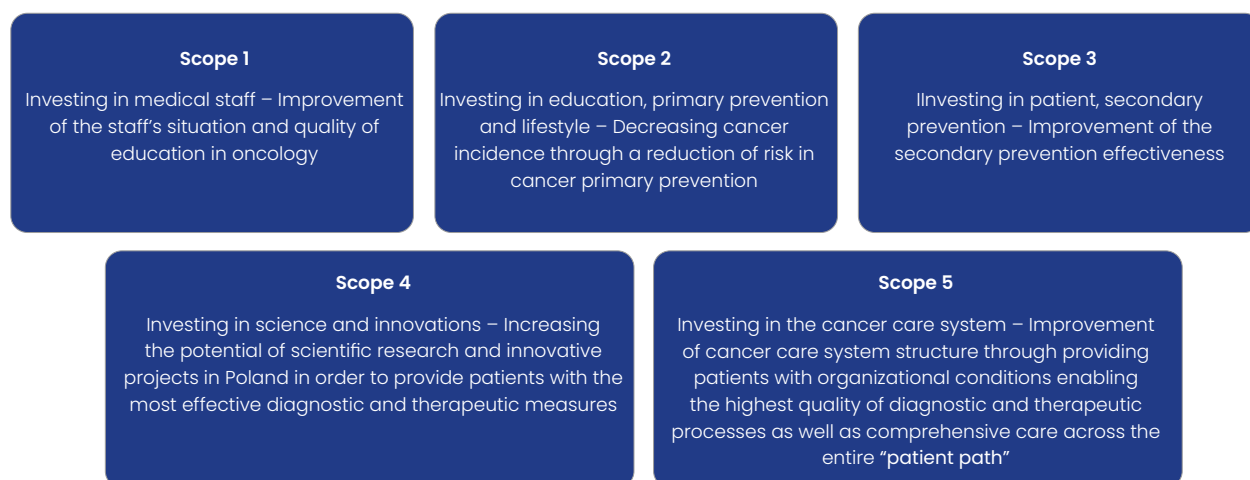 Scope 1
Investing in medical staff – Improvement
of the staff's situation and quality of
education in oncology
Scope 2
Investing in education, primary prevention
and lifestyle – Decreasing cancer
incidence through a reduction of risk in
cancer primary prevention
Scope 3
IInvesting in patient, secondary
prevention – Improvement of the
secondary prevention effectiveness
Scope 4
Investing in science and innovations – Increasing
the potential of scientific research and innovative
projects in Poland in order to provide patients with the
most effective diagnostic and therapeutic measures
Scope 5
Investing in the cancer care system – Improvement
of cancer care system structure through providing
patients with organizational conditions enabling
the highest quality of diagnostic and therapeutic
processes as well as comprehensive care across the
entire “patient path”